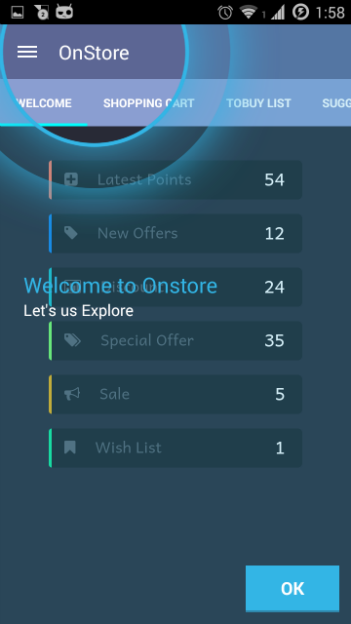 1:58
OnStore
WELCOME SHOPPING CART TOBUY LIST SUGG
Latest Points 54
New Offers 12
Discount 24
Welcome to Onstore
Let's us Explore
Special Offer 35
Sale 5
Wish List 1
OK